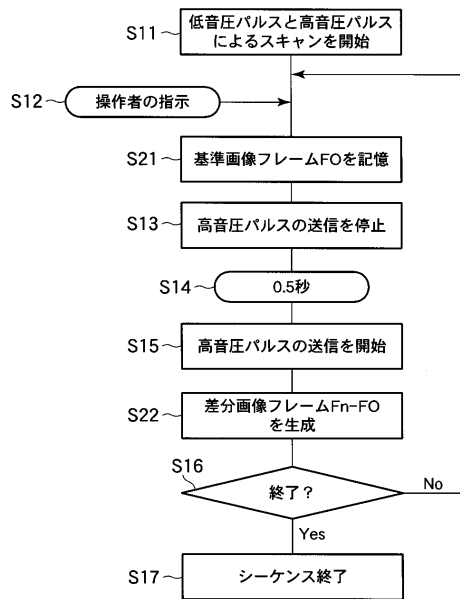 S11
低音圧パルスと高音圧パルス
によるスキャンを開始
S12
操作者の指示
S21
基準画像フレームFOを記憶
S13
高音圧パルスの送信を停止
S14
0.5秒
S15
高音圧パルスの送信を開始
S22
差分画像フレームFn-FO
を生成
S16
終了？
No
Yes
S17
シーケンス終了